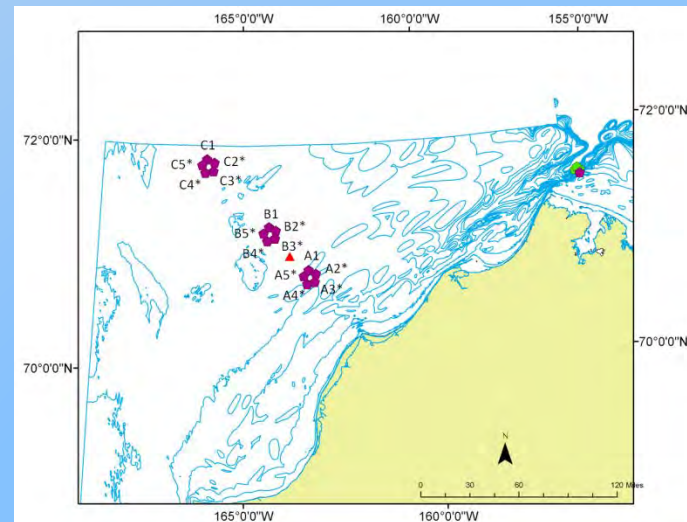 165°0'0"W 160°0'0"W 155°0'0"W
72°0'0"N
72°0'0"N
C1
C5* C2*
C4* C3*
B1
B5* B2*
B4* B3*
A1
A5* A2*
A4* A3*
70°0'0"N
70°0'0"N
N
0 30 60 120 Miles
165°0'0"W 160°0'0"W